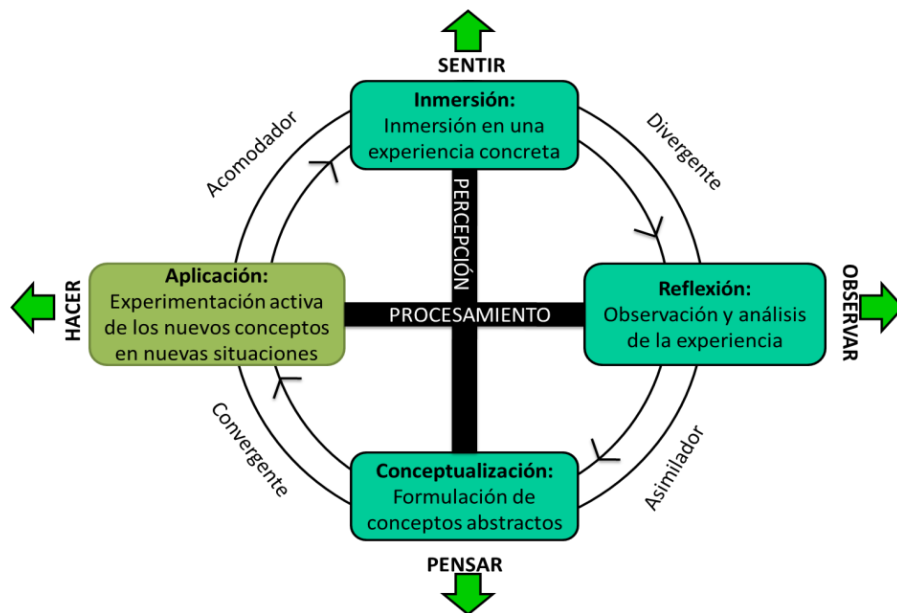 SENTIR
Inmersión:
Inmersión en una
experiencia concreta
Acomodador
Divergente
PERCEPCIÓN
HACER
Aplicación:
Experimentación activa
de los nuevos conceptos
en nuevas situaciones
PROCESAMIENTO
Reflexión:
Observación y análisis
de la experiencia
OBSERVAR
Convergente
Asimilador
Conceptualización:
Formulación de
conceptos abstractos
PENSAR